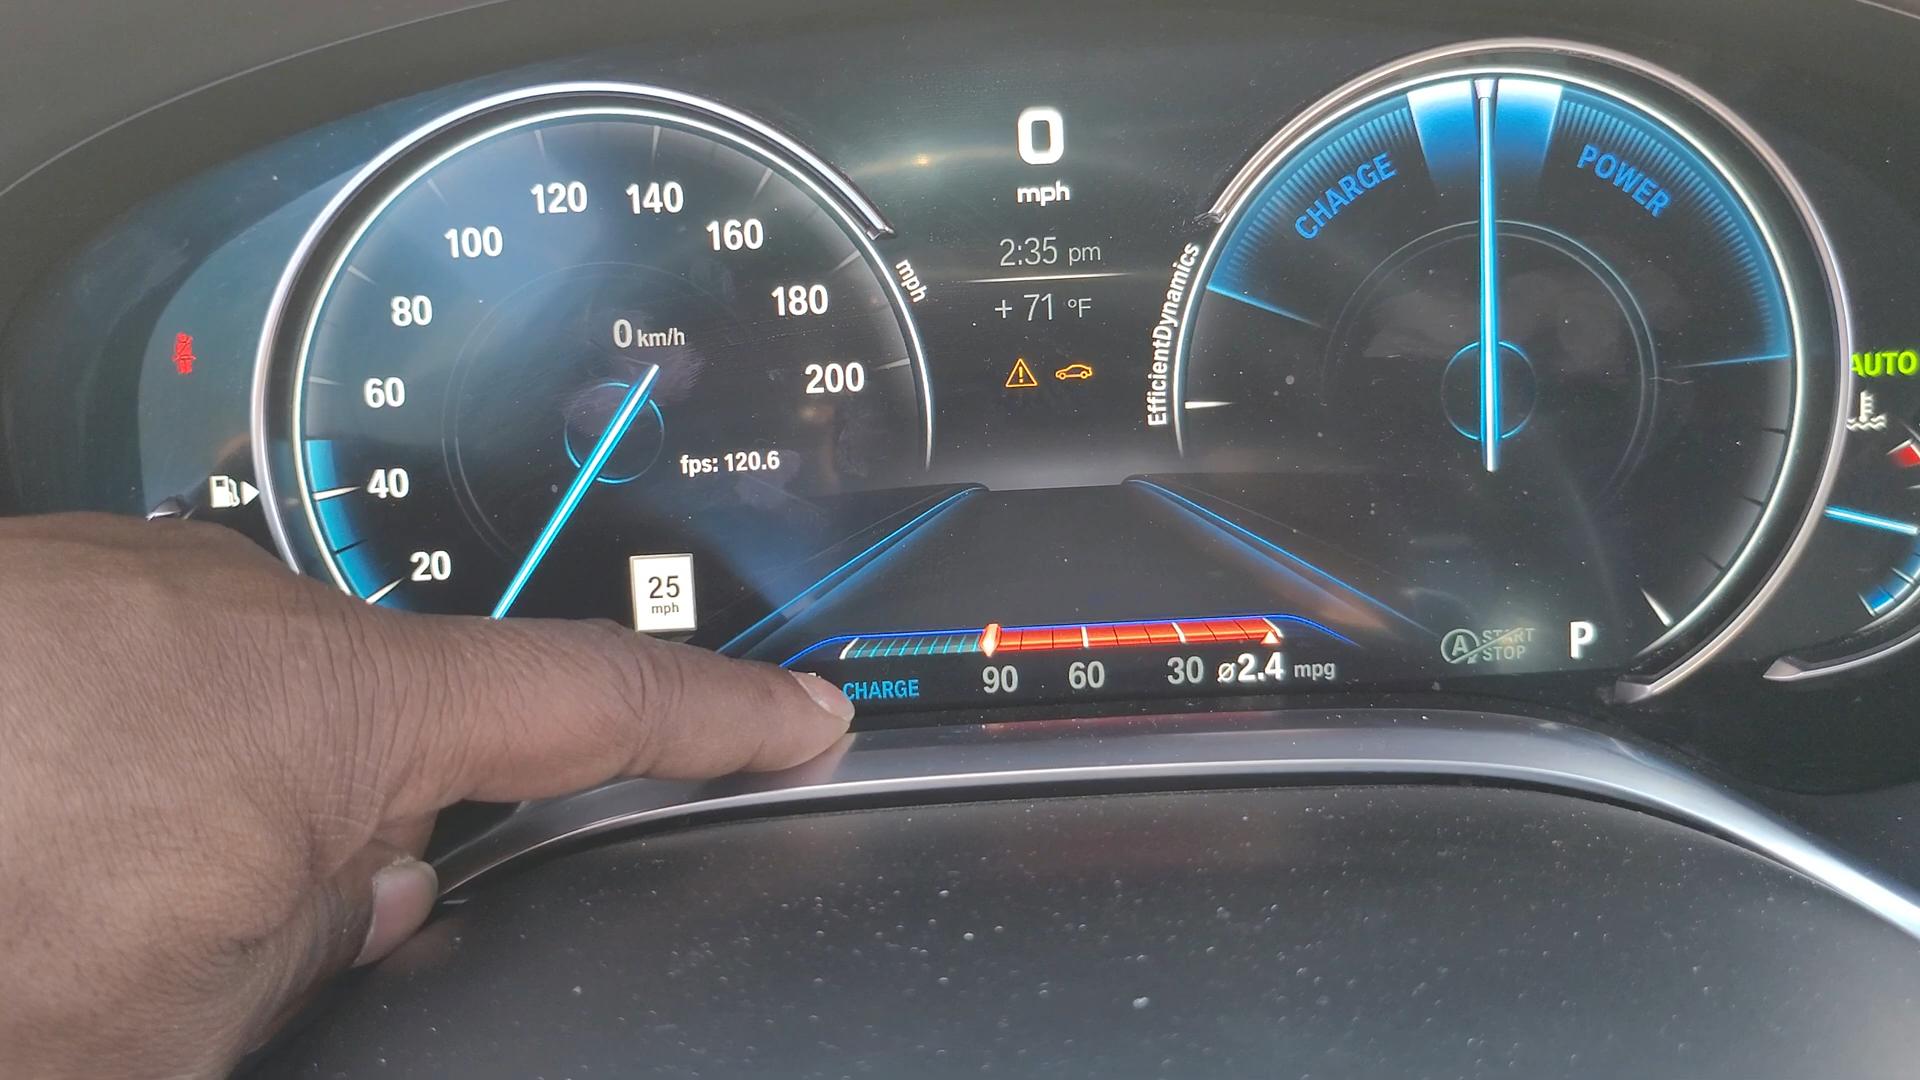 0
mph
2:35 pm
+ 71 °F
20
40
60
80
100
120
140
160
180
200
mph
0 km/h
fps: 120.6
25
mph
EfficientDynamics
CHARGE
POWER
AUTO
A START
STOP
P
CHARGE
90
60
30
ø2.4 mpg